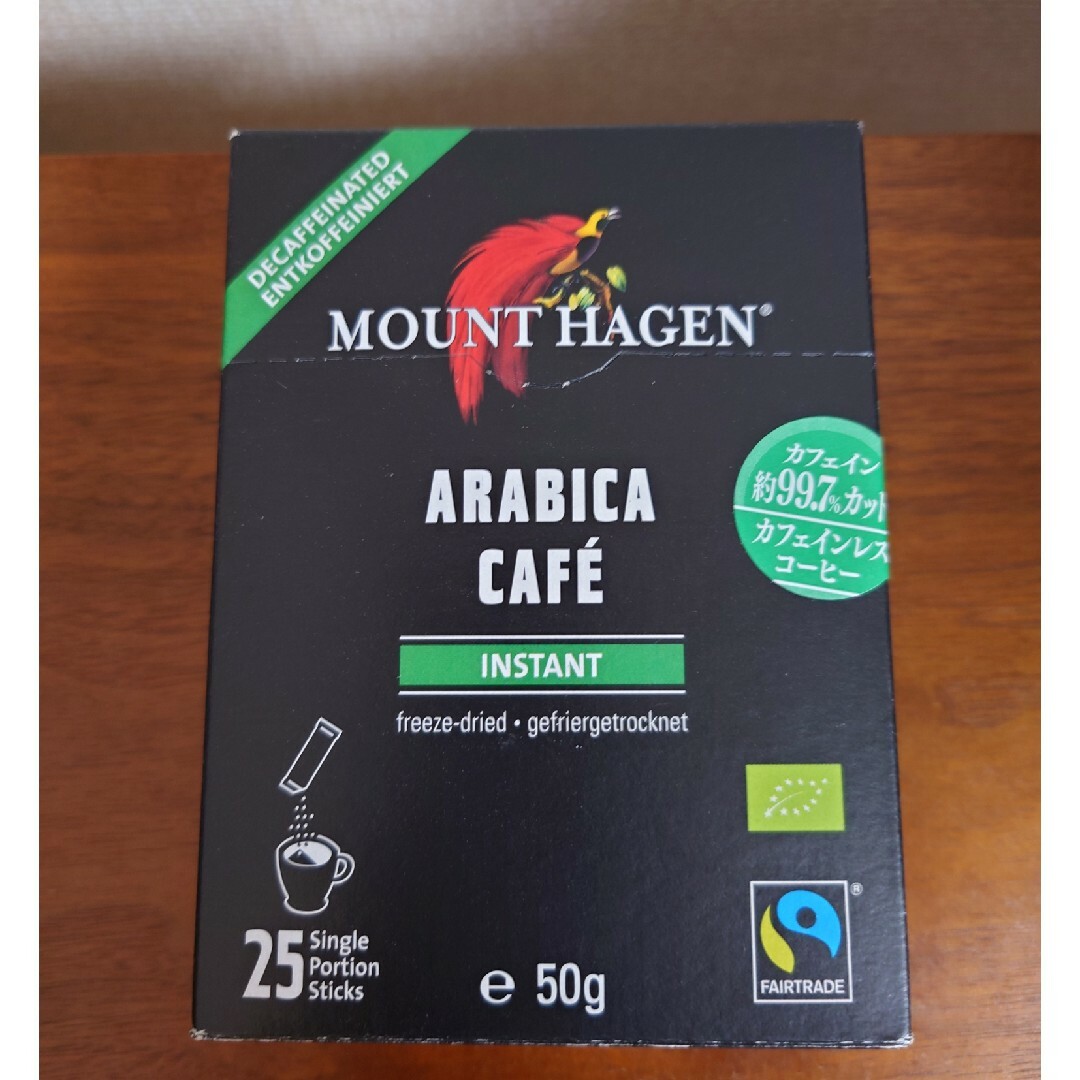 DECAFFEINATED
ENTKOFFEINIERT
MOUNT HAGEN®
ARABICA
CAFÉ
カフェイン
約99.7%カット
カフェインレス
コーヒー
INSTANT
freeze-dried • gefriergetrocknet
25 Single
Portion
Sticks
℮ 50g
FAIRTRADE
®